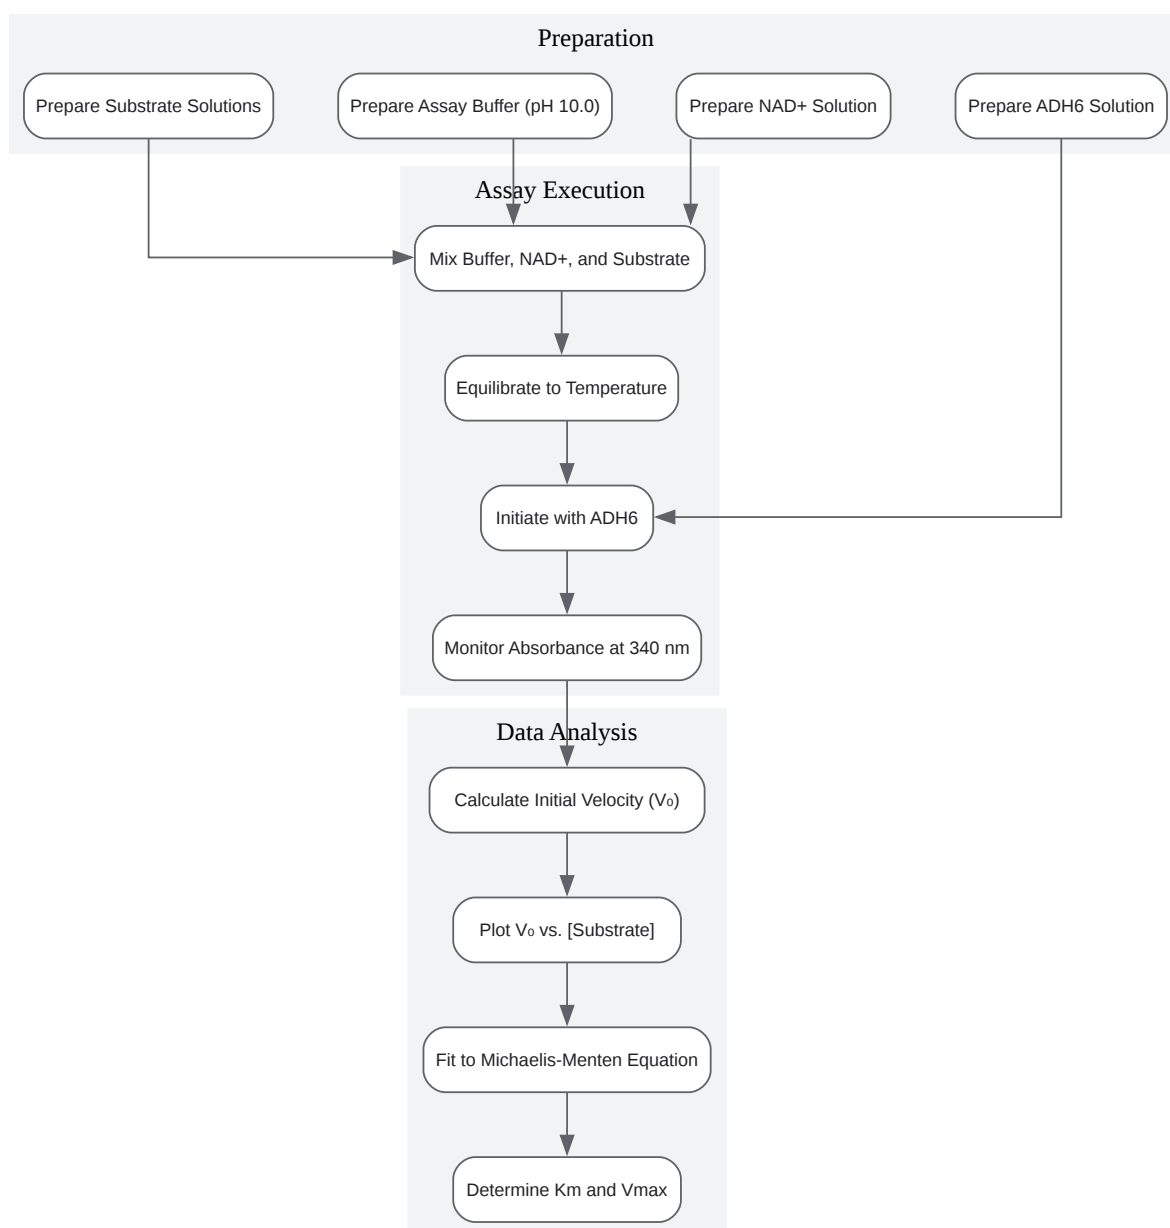 Preparation
Prepare Substrate Solutions
Prepare Assay Buffer (pH 10.0)
Prepare NAD+ Solution
Prepare ADH6 Solution
Assay Execution
Mix Buffer, NAD+, and Substrate
Equilibrate to Temperature
Initiate with ADH6
Monitor Absorbance at 340 nm
Data Analysis
Calculate Initial Velocity (V₀)
Plot V₀ vs. [Substrate]
Fit to Michaelis-Menten Equation
Determine Km and Vmax